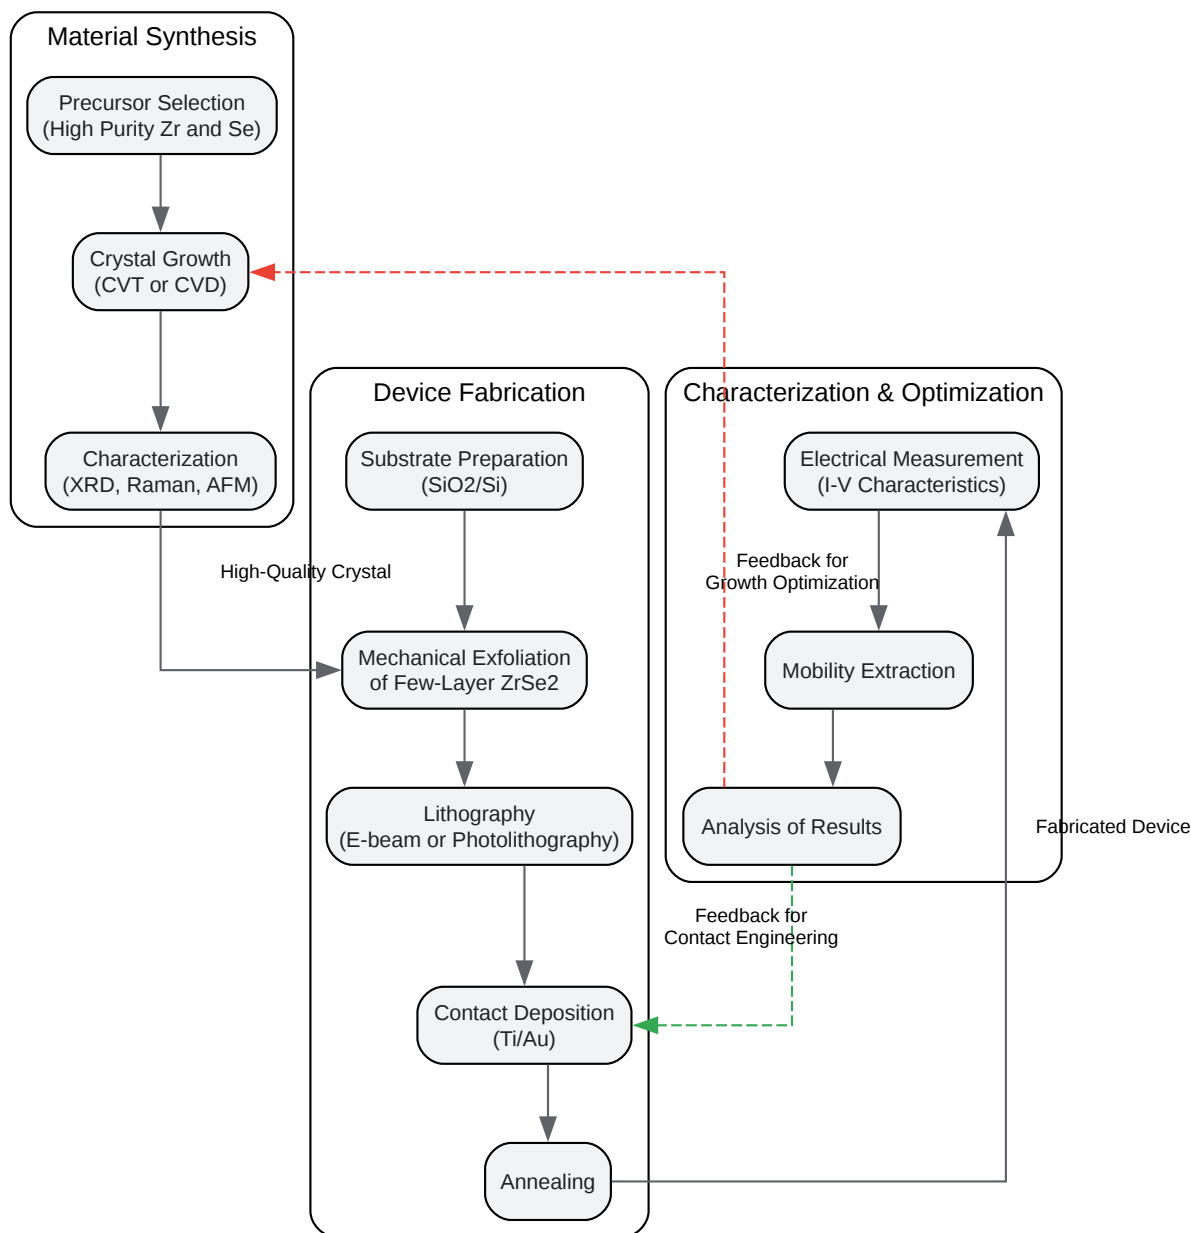 Material Synthesis
Precursor Selection
(High Purity Zr and Se)
Crystal Growth
(CVT or CVD)
Characterization
(XRD, Raman, AFM)
High-Quality Crystal
Device Fabrication
Substrate Preparation
(SiO2/Si)
Mechanical Exfoliation
of Few-Layer ZrSe2
Lithography
(E-beam or Photolithography)
Contact Deposition
(Ti/Au)
Annealing
Characterization & Optimization
Electrical Measurement
(I-V Characteristics)
Feedback for
Growth Optimization
Mobility Extraction
Analysis of Results
Fabricated Device
Feedback for
Contact Engineering